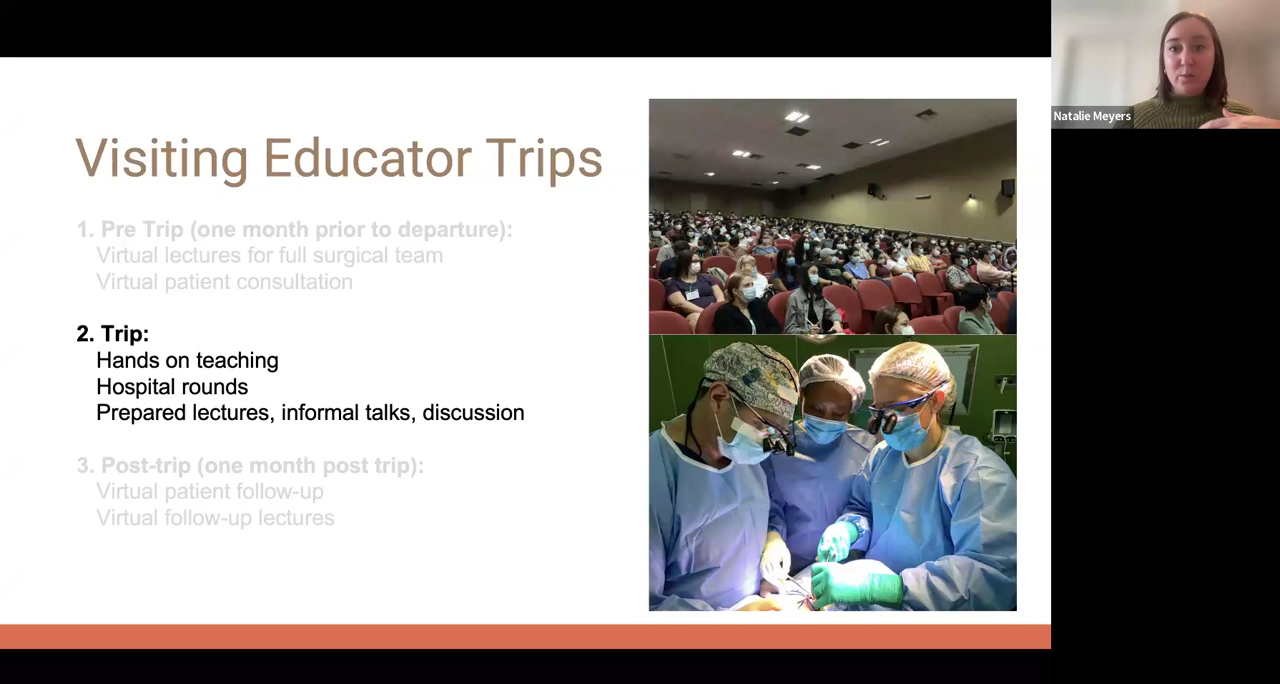 Visiting Educator Trips
1. Pre Trip (one month prior to departure):
Virtual lectures for full surgical team
Virtual patient consultation
2. Trip:
Hands on teaching
Hospital rounds
Prepared lectures, informal talks, discussion
3. Post-trip (one month post trip):
Virtual patient follow-up
Virtual follow-up lectures
Natalie Meyers